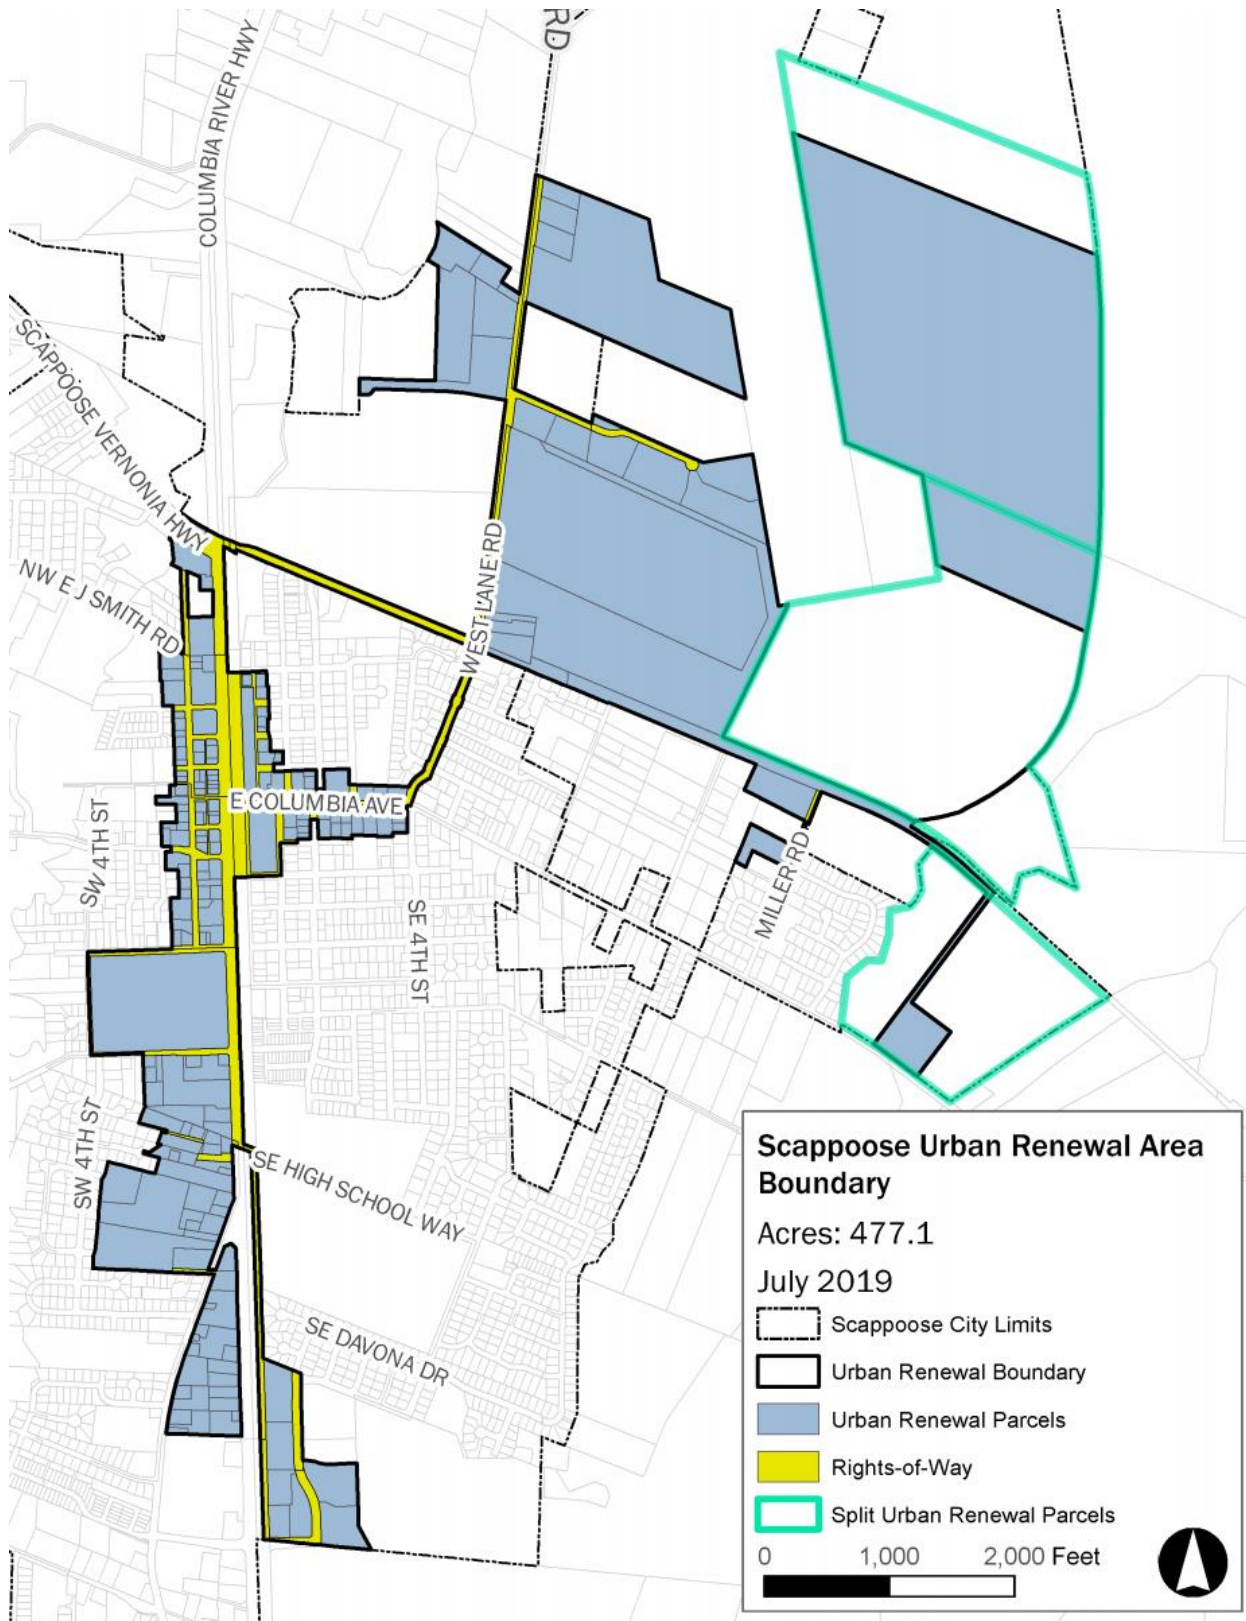 RD
COLUMBIA RIVER HWY
SCAPPOOSE VERNONIA HWY
NW E J SMITH RD
WEST LANE RD
E COLUMBIA AVE
SW 4TH ST
MILLER RD
SE 4TH ST
SW 4TH ST
SE HIGH SCHOOL WAY
SE DAVONA DR
Scappoose Urban Renewal Area
Boundary
Acres: 477.1
July 2019
Scappoose City Limits
Urban Renewal Boundary
Urban Renewal Parcels
Rights-of-Way
Split Urban Renewal Parcels
0 1,000 2,000 Feet